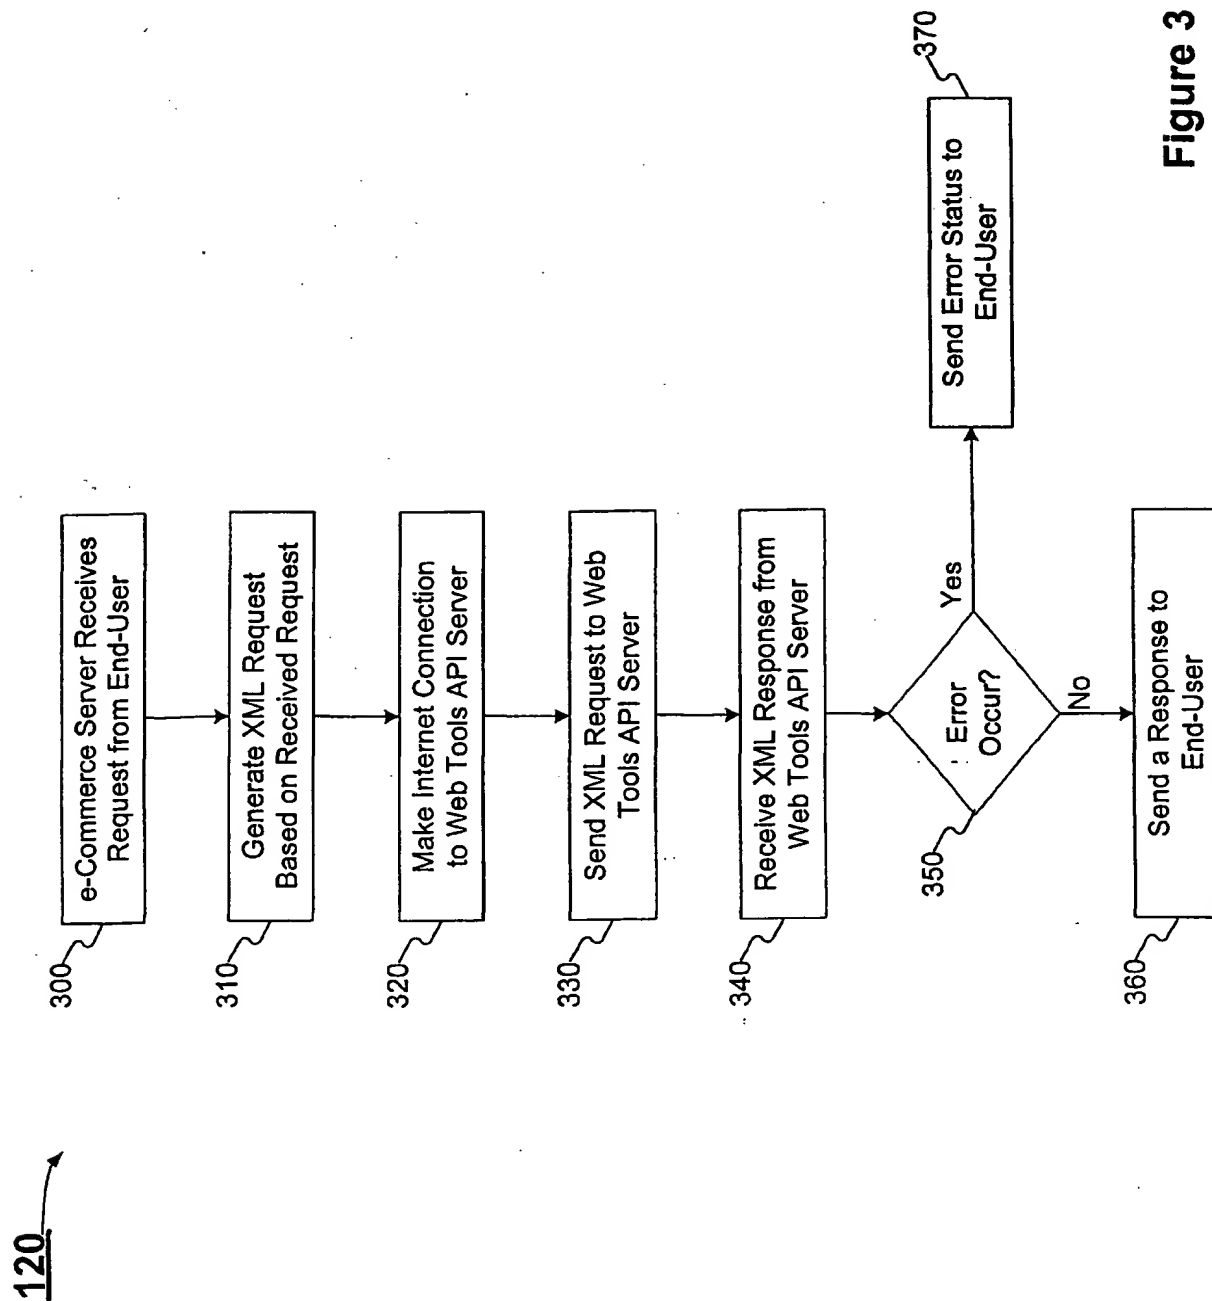 120
300
e-Commerce Server Receives
Request from End-User
310
Generate XML Request
Based on Received Request
320
Make Internet Connection
to Web Tools API Server
330
Send XML Request to Web
Tools API Server
340
Receive XML Response from
Web Tools API Server
350
Error
Occur?
Yes
370
Send Error Status to
End-User
No
360
Send a Response to
End-User
Figure 3